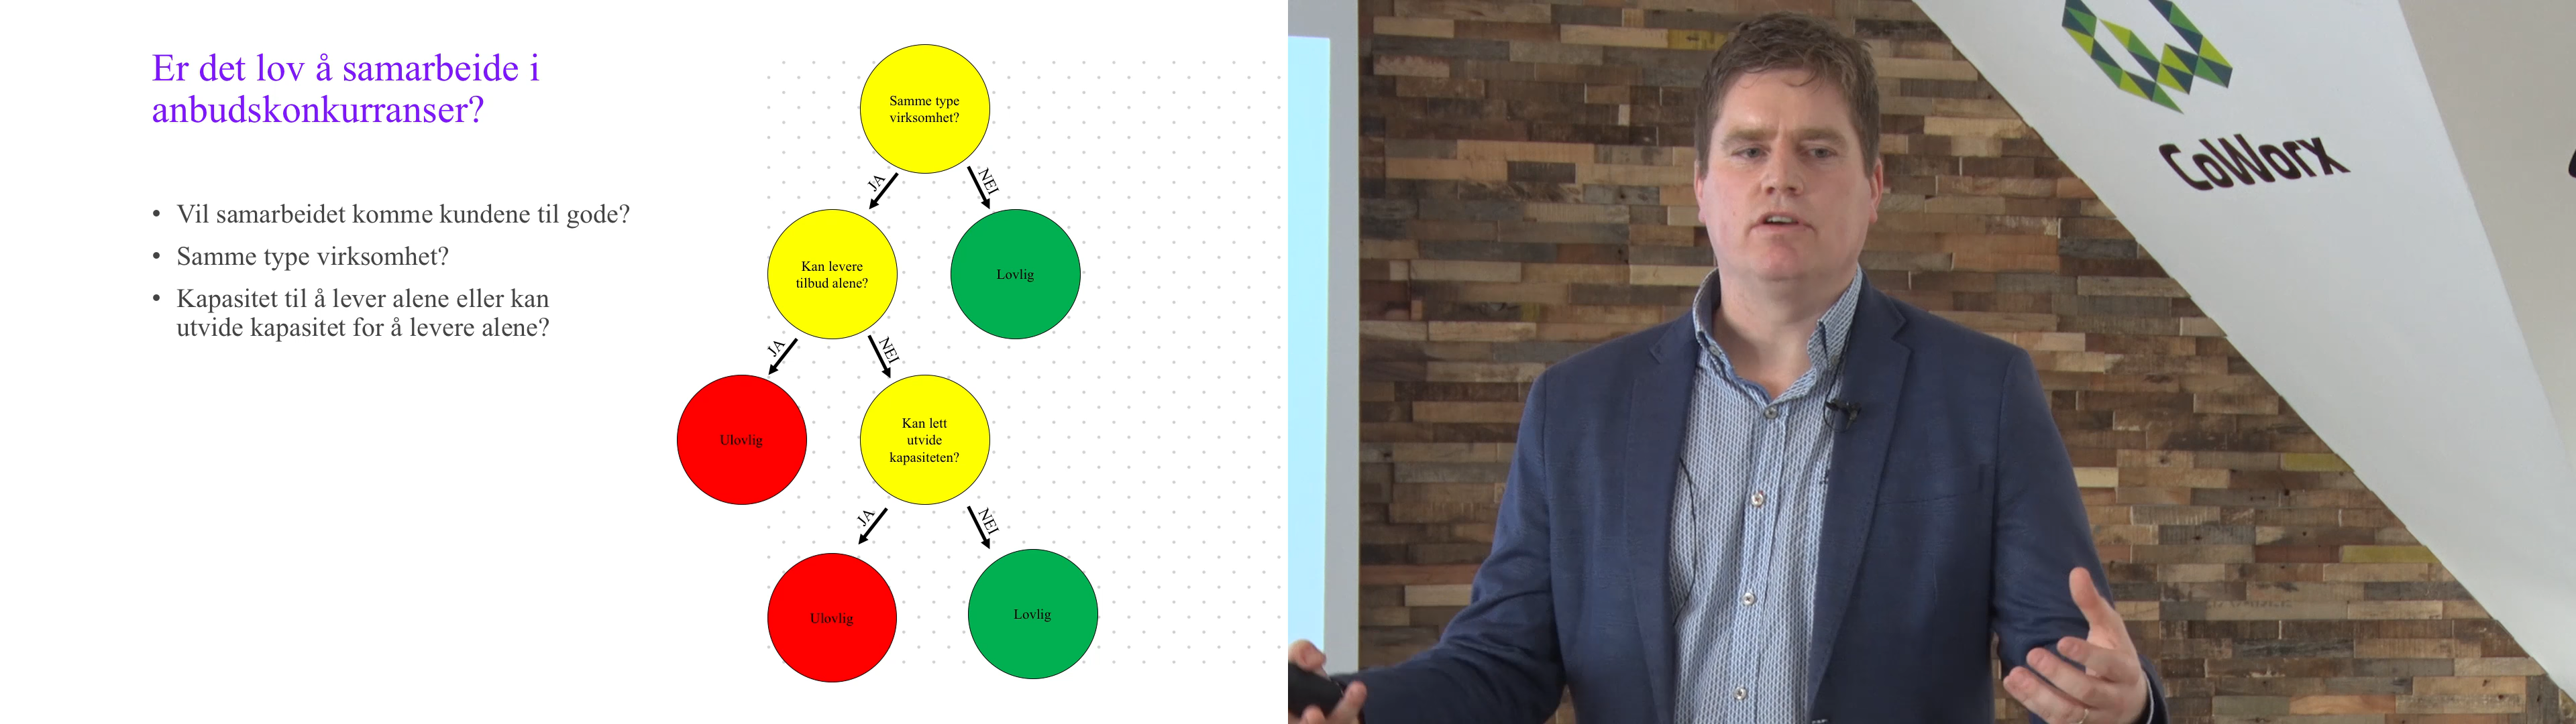 Er det lov å samarbeide i
anbudskonkurranser?
• Vil samarbeidet komme kundene til gode?
• Samme type virksomhet?
• Kapasitet til å lever alene eller kan
utvide kapasitet for å levere alene?
Samme type
virksomhet?
JA
NEI
Kan levere
tilbud alene?
Lovlig
JA
NEI
Ulovlig
Kan lett
utvide
kapasiteten?
JA
NEI
Ulovlig
Lovlig
CoWorx